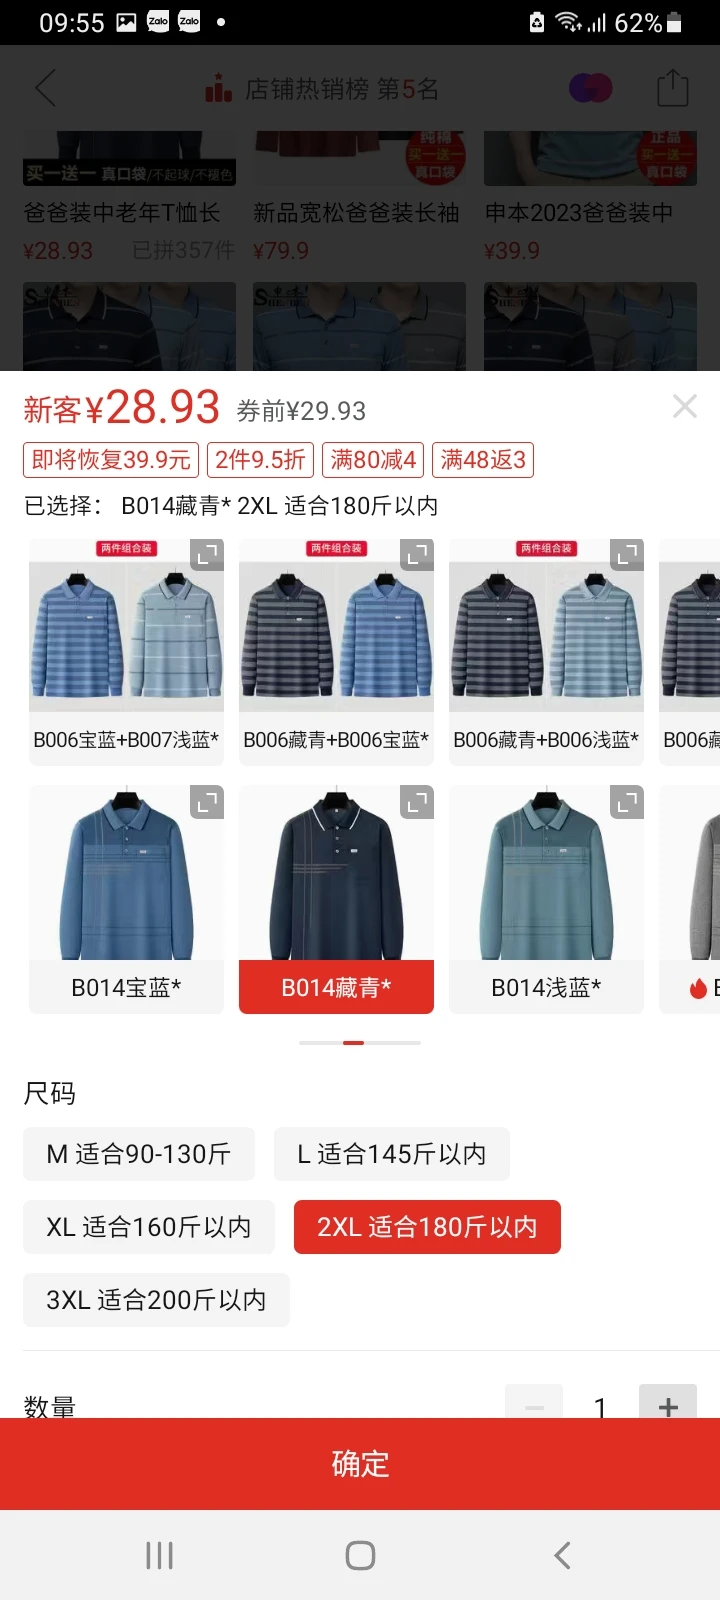 09:55 Zalo Zalo 62%
店铺热销榜 第5名
买一送一 真口袋/不起球/不褪色
纯棉
买一送一
真口袋
正品
买一送一
真口袋
爸爸装中老年T恤长
新品宽松爸爸装长袖
申本2023爸爸装中
¥28.93 已拼357件
¥79.9
¥39.9
新客¥28.93 券前¥29.93
即将恢复39.9元 2件9.5折 满80减4 满48返3
已选择： B014藏青* 2XL 适合180斤以内
两件组合装
两件组合装
两件组合装
B006宝蓝+B007浅蓝*
B006藏青+B006宝蓝*
B006藏青+B006浅蓝*
B006藏
B014宝蓝*
B014藏青*
B014浅蓝*
尺码
M 适合90-130斤
L 适合145斤以内
XL 适合160斤以内
2XL 适合180斤以内
3XL 适合200斤以内
数量
1
确定